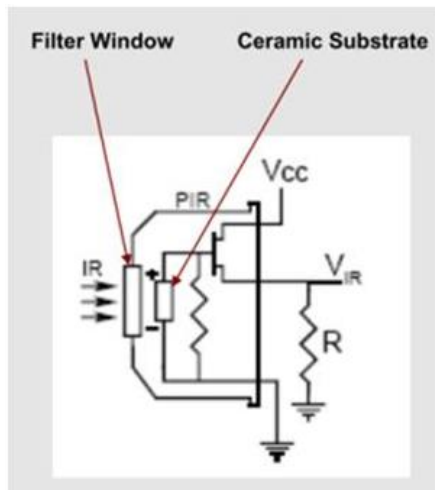 Filter Window
Ceramic Substrate
Vcc
PIR
IR
+
-
VIR
R